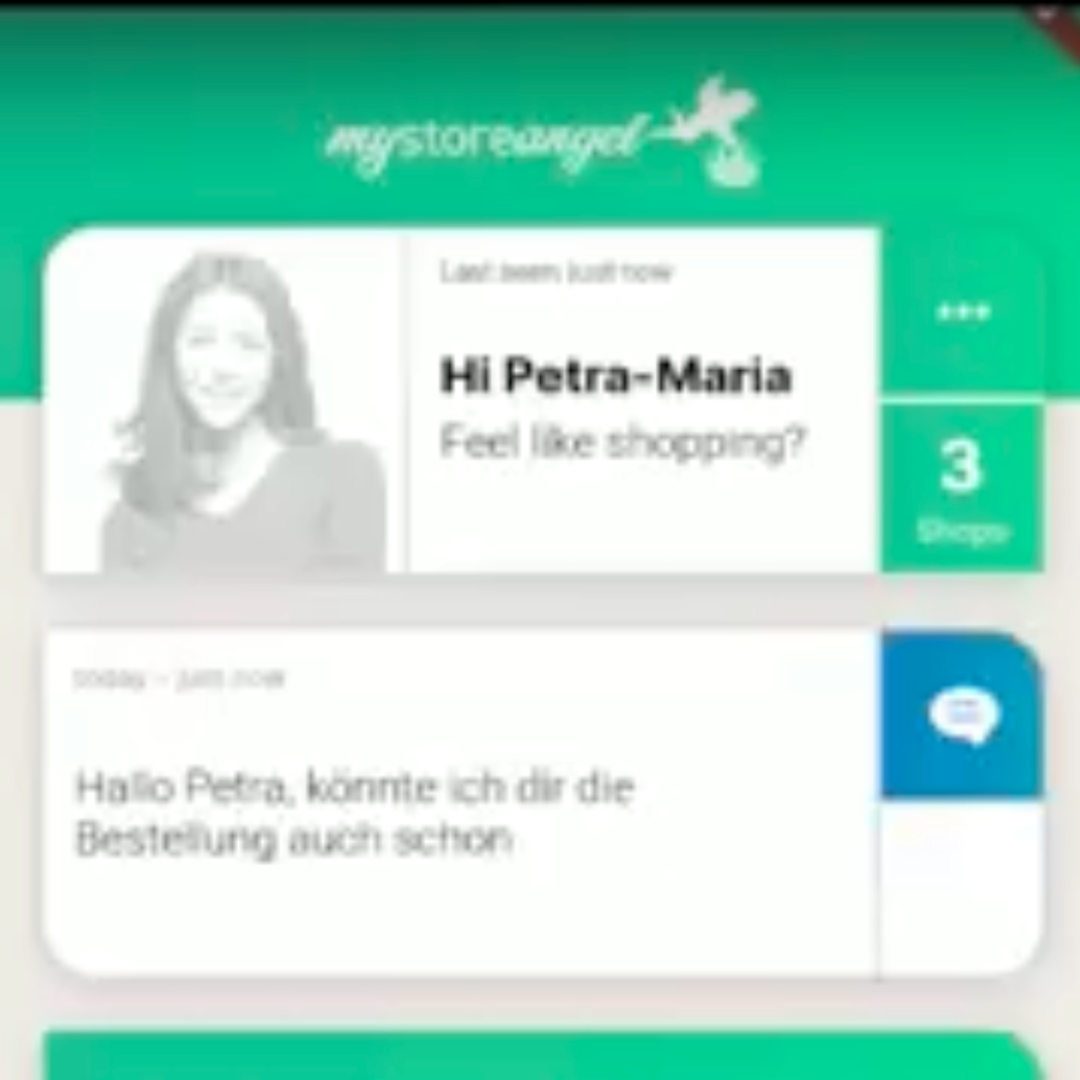 mystoreangel
Last seen just now
Hi Petra-Maria
Feel like shopping?
3
Shops
today - just now
Hallo Petra, könnte ich dir die
Bestellung auch schon